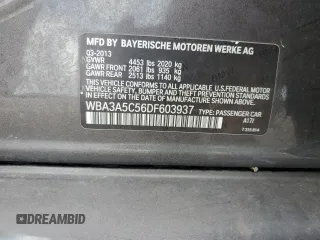 MFD BY BAYERISCHE MOTOREN WERKE AG
03-2013
GVWR 4453 lbs 2020 kg
GAWR FRONT 2061 lbs 935 kg
GAWR REAR 2513 lbs 1140 kg
THIS VEHICLE CONFORMS TO ALL APPLICABLE U.S. FEDERAL
MOTOR VEHICLE SAFETY, BUMPER, AND THEFT PREVENTION STANDARDS
IN EFFECT ON THE DATE OF MANUFACTURE SHOWN ABOVE.
WBA3A5C56DF603937 TYPE: PASSENGER CAR
A171
DREAMBID